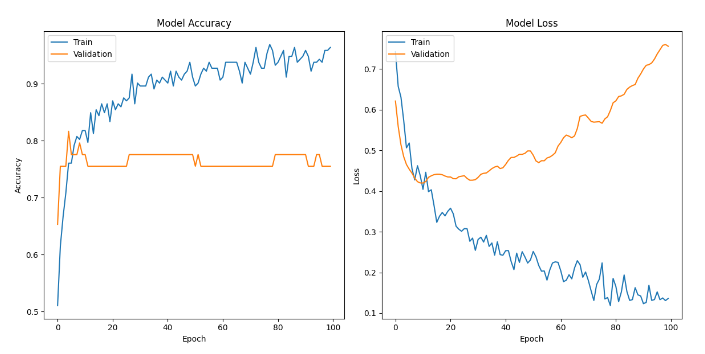 Model Accuracy
Train
Validation
0.9
0.8
0.7
0.6
0.5
Accuracy
0
20
40
60
80
100
Epoch
Model Loss
Train
Validation
0.7
0.6
0.5
0.4
0.3
0.2
0.1
Loss
0
20
40
60
80
100
Epoch